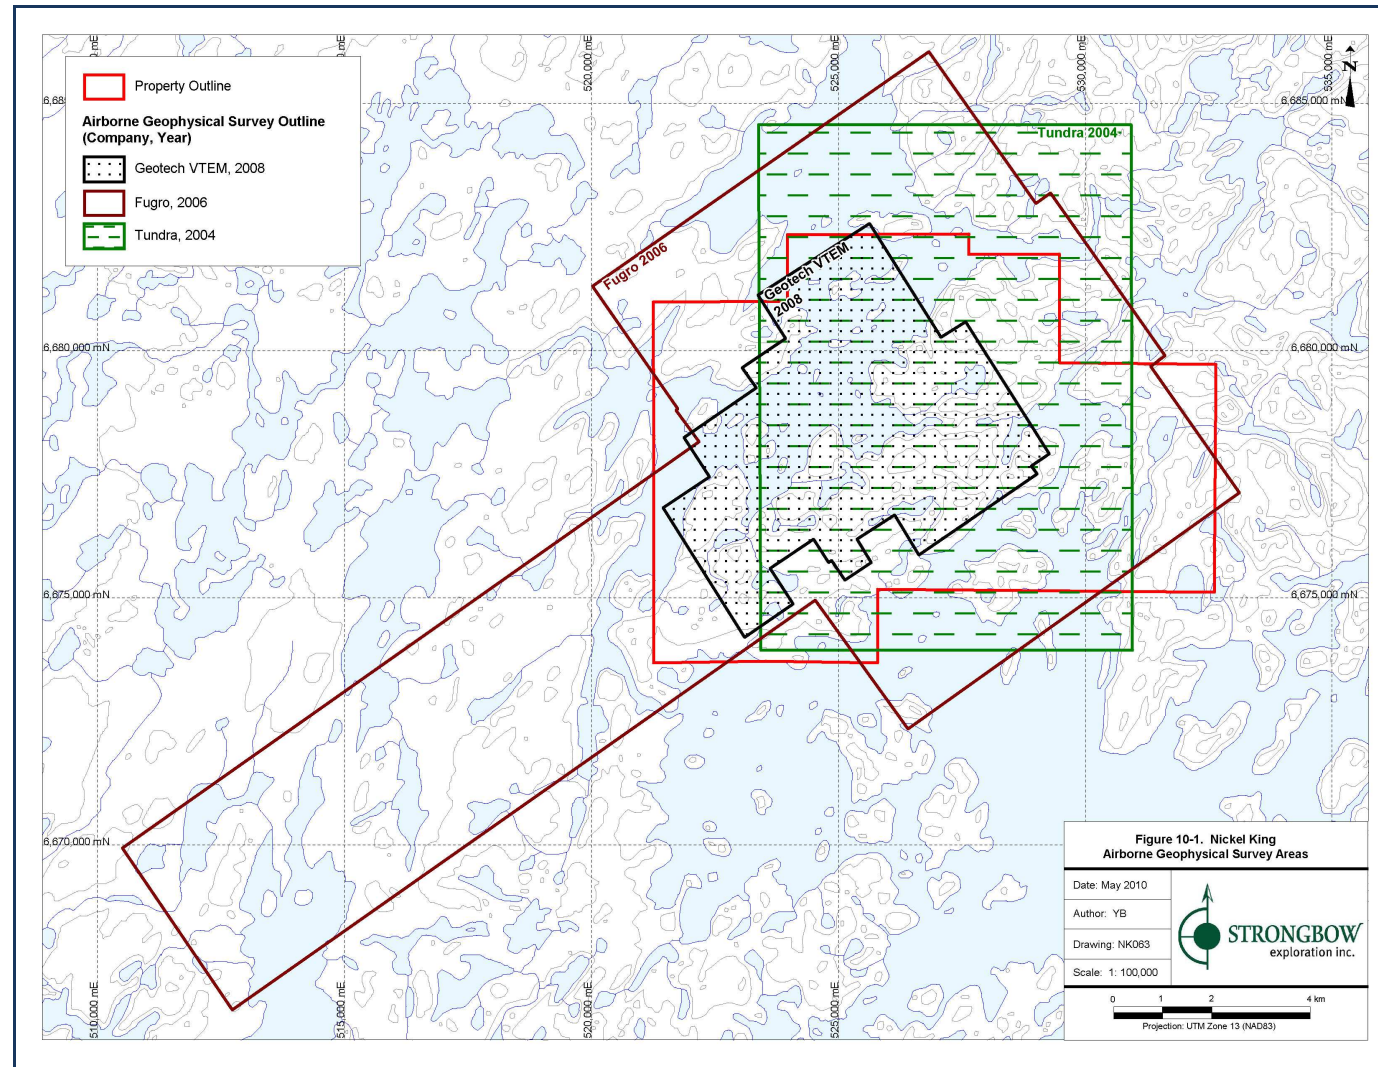 520,000 mE
525,000 mE
530,000 mE
535,000 mE
N
Property Outline
Airborne Geophysical Survey Outline
(Company, Year)
Geotech VTEM, 2008
Fugro, 2006
Tundra, 2004
6,685,000 mN
Tundra 2004
Fugro 2006
Geotech VTEM.
2008
6,680,000 mN
6,680,000 mN
6,675,000 mN
6,675,000 mN
6,670,000 mN
Figure 10-1. Nickel King
Airborne Geophysical Survey Areas
Date: May 2010
Author: YB
Drawing: NK063
Scale: 1: 100,000
STRONGBOW
exploration inc.
0 1 2 4 km
Projection: UTM Zone 13 (NAD83)
510,000 mE
515,000 mE
520,000 mE
525,000 mE